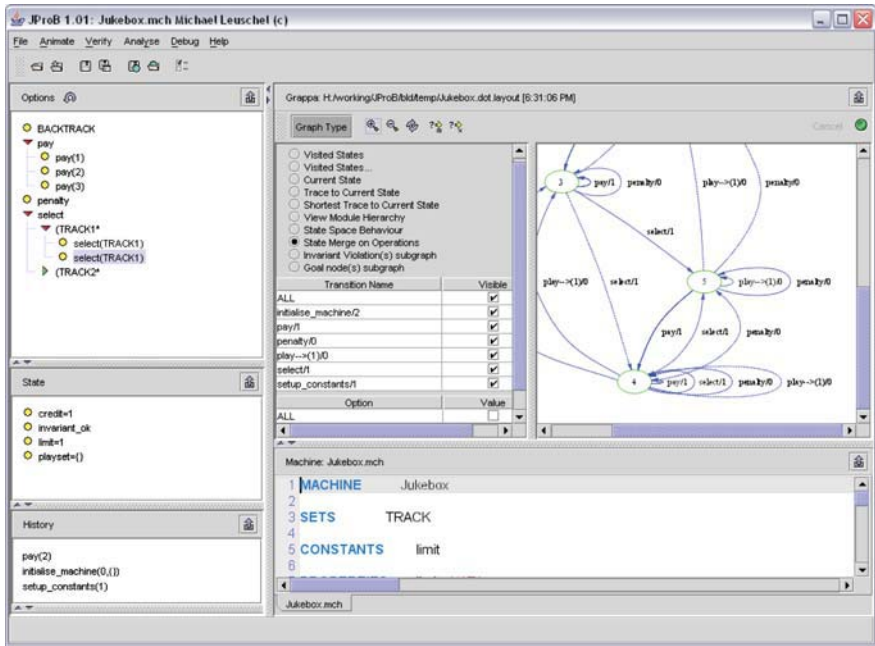 JProB 1.01: Jukebox.mch Michael Leuschel (c)
File Animate Verify Analyse Debug Help
Options
BACKTRACK
pay
pay(1)
pay(2)
pay(3)
penalty
select
(TRACK1*
select(TRACK1)
select(TRACK1)
(TRACK2*
State
credit=1
invariant_ok
limit=1
playset={}
History
pay(2)
initialise_machine(0,{})
setup_constants(1)
Grappa: H:/working/JProB/bld/temp/Jukebox.dot.layout [6:31:06 PM]
Graph Type
Cancel
Visited States
Visited States...
Current State
Trace to Current State
Shortest Trace to Current State
View Module Hierarchy
State Space Behaviour
State Merge on Operations
Invariant Violation(s) subgraph
Goal node(s) subgraph
Transition Name Visible
ALL
initialise_machine/2
pay/1
penalty/0
play-->(1)/0
select/1
setup_constants/1
Option Value
ALL
3 pay/1 penalty/0 play-->(1)/0 penalty/0
select/1
play-->(1)/0 select/1 5 play-->(1)/0 penalty/0
pay/1 select/1 penalty/0
4 pay/1 select/1 penalty/0 play-->(1)/0
Machine: Jukebox.mch
1 MACHINE Jukebox
2
3 SETS TRACK
4
5 CONSTANTS limit
6
Jukebox.mch